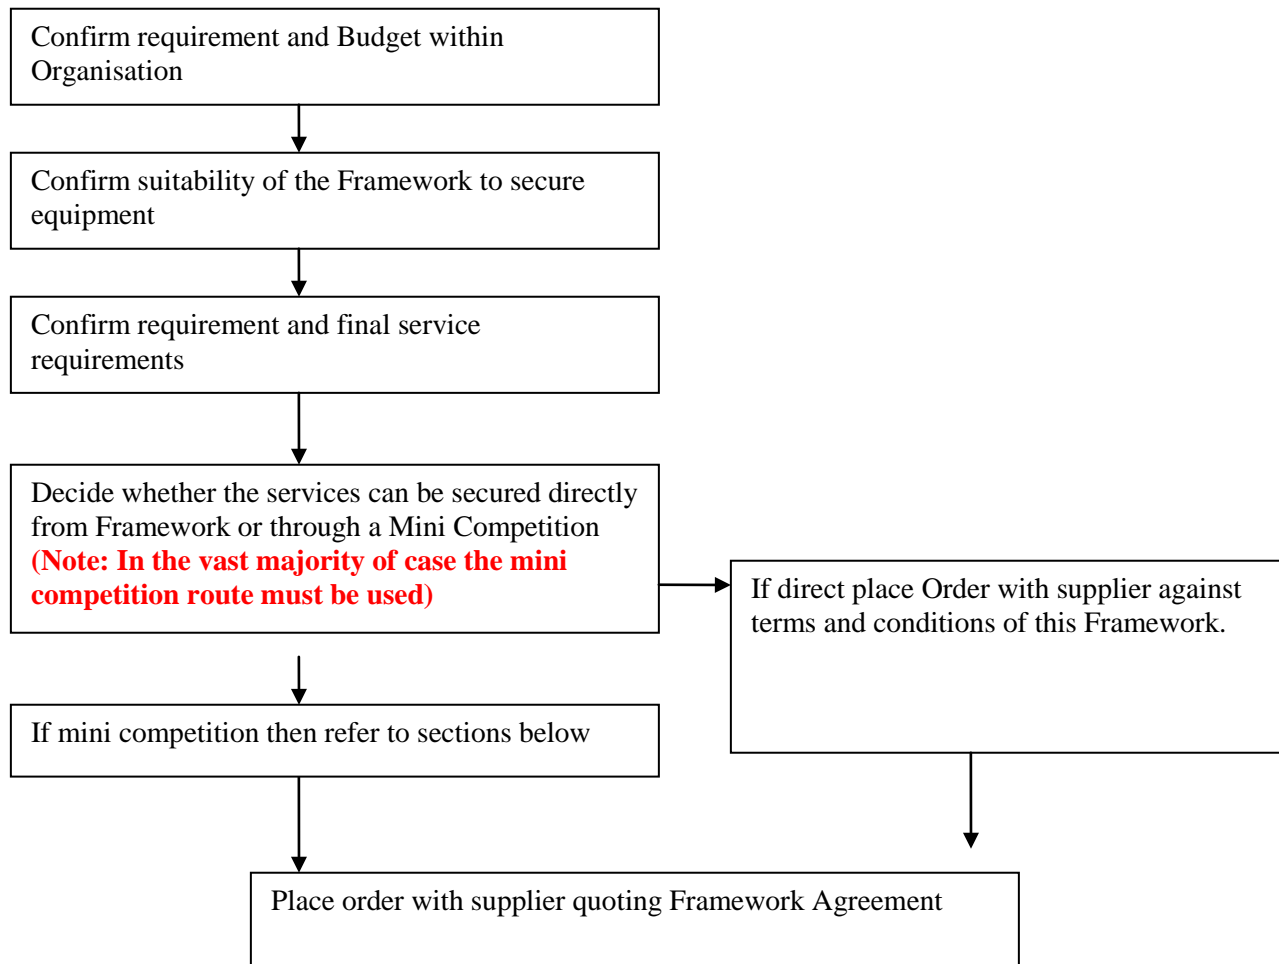 Confirm requirement and Budget within
Organisation
Confirm suitability of the Framework to secure
equipment
Confirm requirement and final service
requirements
Decide whether the services can be secured directly
from Framework or through a Mini Competition
(Note: In the vast majority of case the mini
competition route must be used)
If direct place Order with supplier against
terms and conditions of this Framework.
If mini competition then refer to sections below
Place order with supplier quoting Framework Agreement